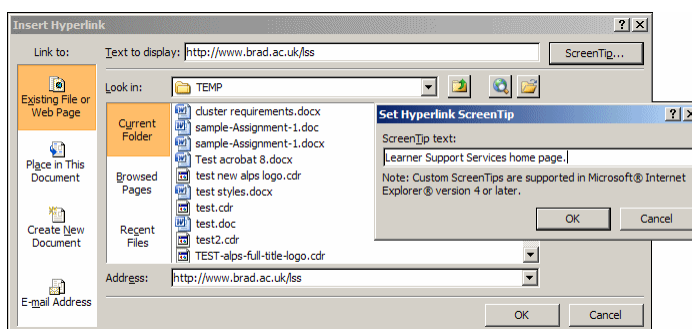 Insert Hyperlink
Link to:
Text to display: http://www.brad.ac.uk/lss
ScreenTip...
Existing File or
Web Page
Place in This
Document
Create New
Document
E-mail Address
Look in:
TEMP
Current
Folder
Browsed
Pages
Recent
Files
cluster requirements.docx
sample-Assignment-1.doc
sample-Assignment-1.docx
Test acrobat 8.docx
test new alps logo.cdr
test styles.docx
test.cdr
test.doc
test2.cdr
TEST-alps-full-title-logo.cdr
Address: http://www.brad.ac.uk/lss
OK
Cancel
Set Hyperlink ScreenTip
ScreenTip text:
Learner Support Services home page.
Note: Custom ScreenTips are supported in Microsoft® Internet
Explorer® version 4 or later.
OK
Cancel